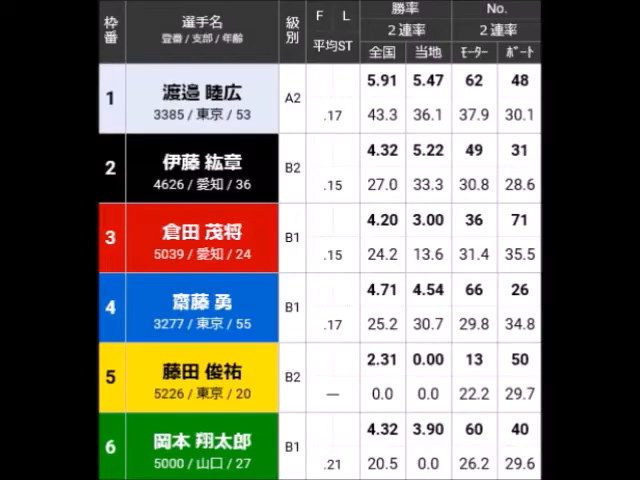 枠番 選手名 級別 F L 勝率 No.
登番 / 支部 / 年齢 平均ST 2連率 2連率
全国 当地 ﾓｰﾀｰ ﾎﾞｰﾄ
1 渡邉 睦広 A2 5.91 5.47 62 48
3385 / 東京 / 53 .17 43.3 36.1 37.9 30.1
2 伊藤 紘章 B2 4.32 5.22 49 31
4626 / 愛知 / 36 .15 27.0 33.3 30.8 28.6
3 倉田 茂将 B1 4.20 3.00 36 71
5039 / 愛知 / 24 .15 24.2 13.6 31.4 35.5
4 齋藤 勇 B1 4.71 4.54 66 26
3277 / 東京 / 55 .17 25.2 30.7 29.8 34.8
5 藤田 俊祐 B2 2.31 0.00 13 50
5226 / 東京 / 20 — 0.0 0.0 22.2 29.7
6 岡本 翔太郎 B1 4.32 3.90 60 40
5000 / 山口 / 27 .21 20.5 0.0 26.2 29.6